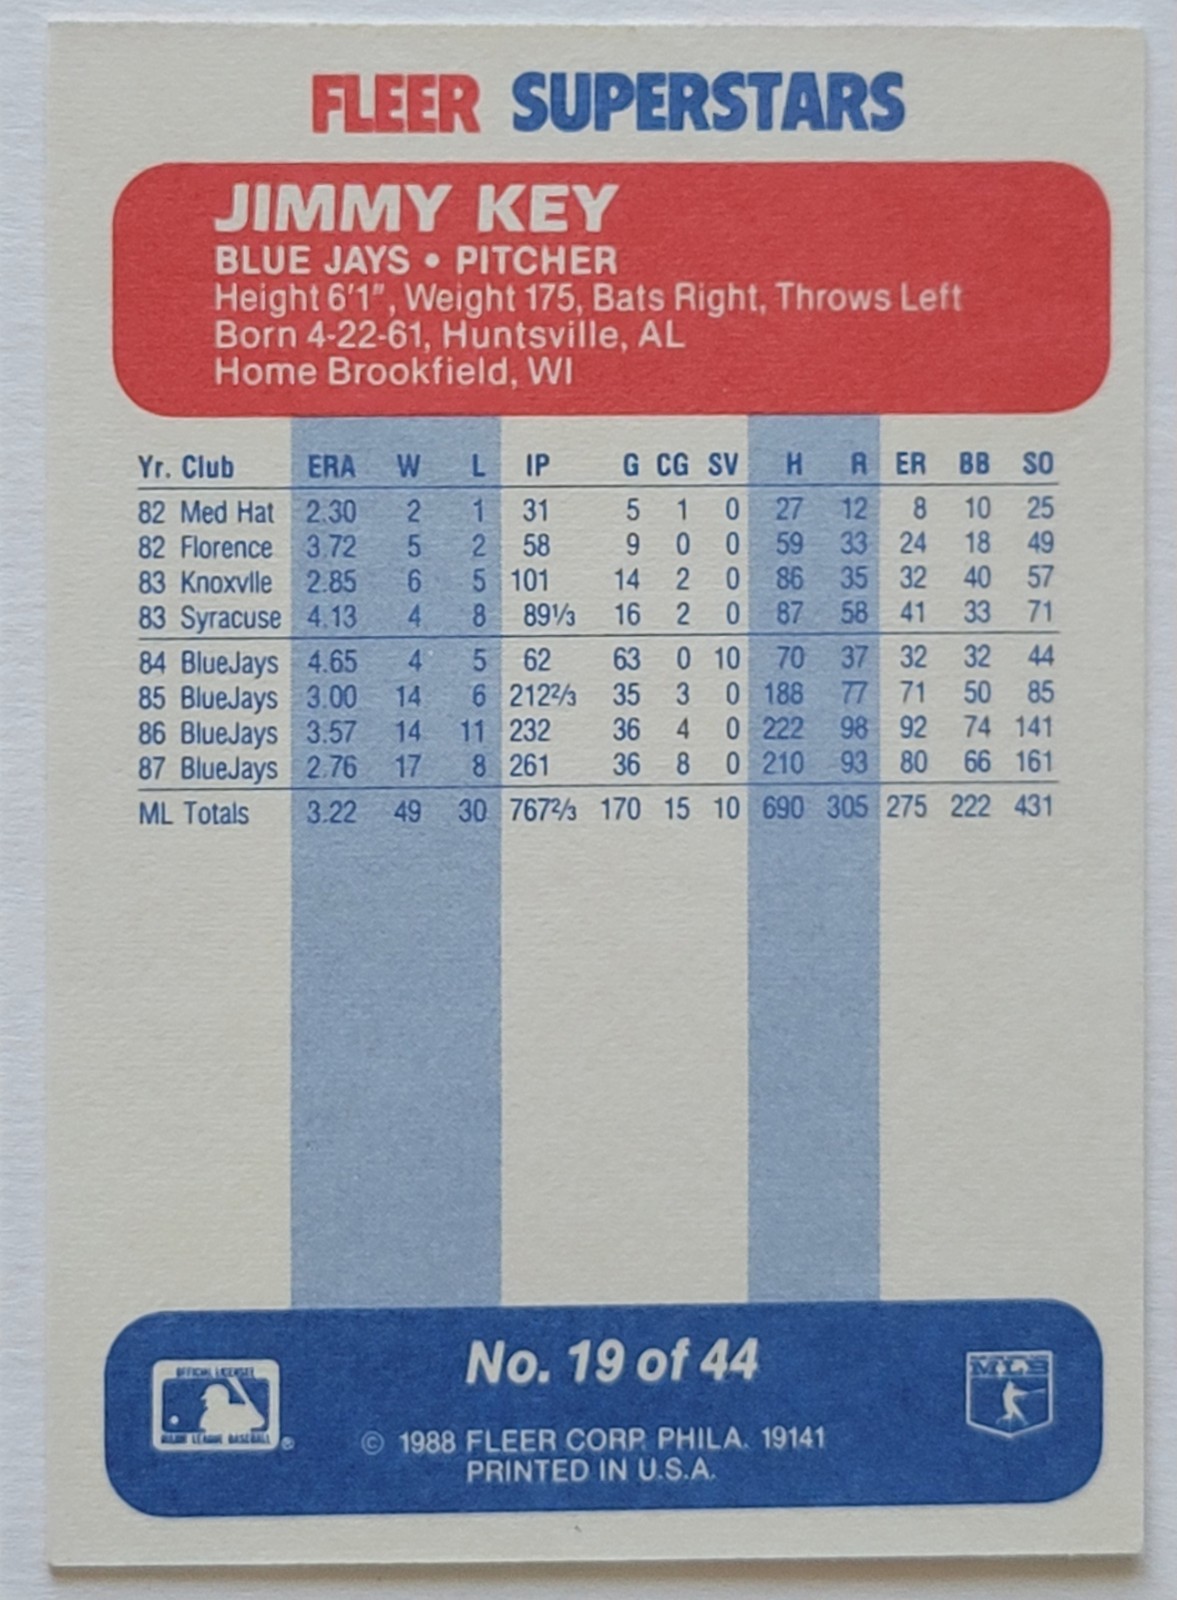 FLEER SUPERSTARS
JIMMY KEY
BLUE JAYS • PITCHER
Height 6'1", Weight 175, Bats Right, Throws Left
Born 4-22-61, Huntsville, AL
Home Brookfield, WI
Yr. Club ERA W L IP G CG SV H R ER BB SO
82 Med Hat 2.30 2 1 31 5 1 0 27 12 8 10 25
82 Florence 3.72 5 2 58 9 0 0 59 33 24 18 49
83 Knoxvlle 2.85 6 5 101 14 2 0 86 35 32 40 57
83 Syracuse 4.13 4 8 89⅓ 16 2 0 87 58 41 33 71
84 BlueJays 4.65 4 5 62 63 0 10 70 37 32 32 44
85 BlueJays 3.00 14 6 212⅔ 35 3 0 188 77 71 50 85
86 BlueJays 3.57 14 11 232 36 4 0 222 98 92 74 141
87 BlueJays 2.76 17 8 261 36 8 0 210 93 80 66 161
ML Totals 3.22 49 30 767⅔ 170 15 10 690 305 275 222 431
No. 19 of 44
OFFICIAL LICENSEE
MAJOR LEAGUE BASEBALL ®
© 1988 FLEER CORP. PHILA. 19141
PRINTED IN U.S.A.